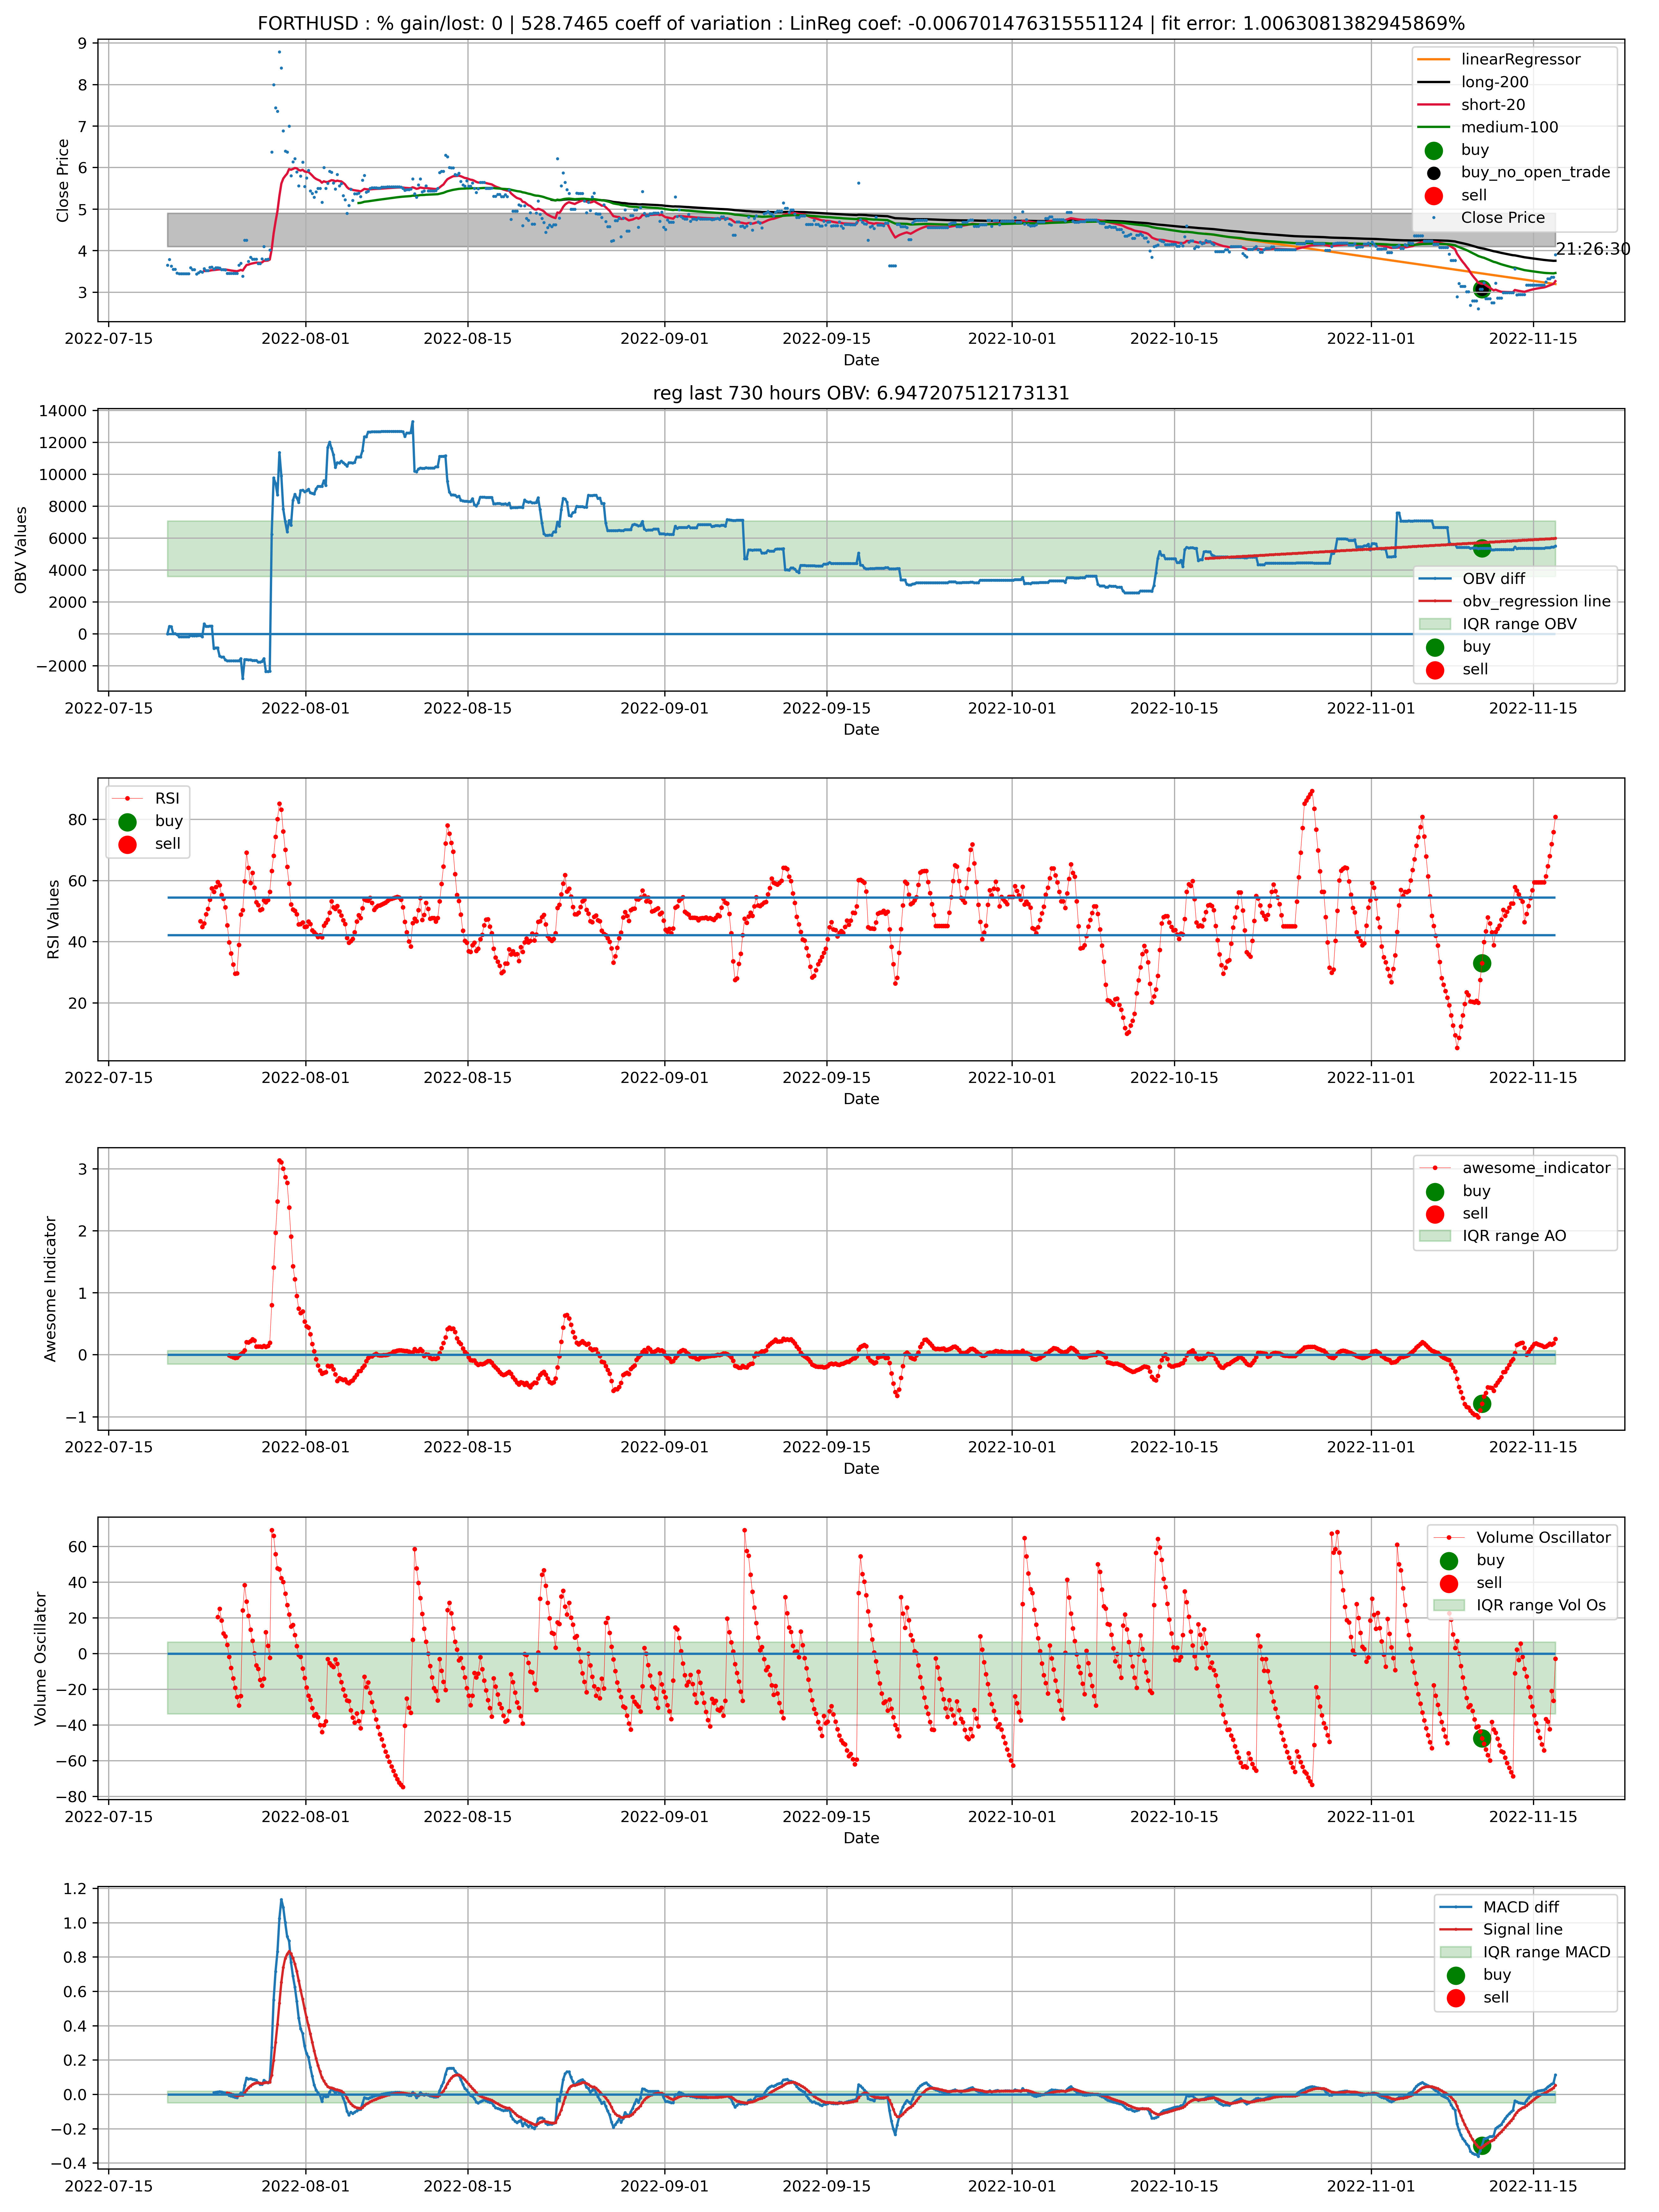 FORTHUSD : % gain/lost: 0 | 528.7465 coeff of variation : LinReg coef: -0.006701476315551124 | fit error: 1.0063081382945869%
9
8
7
6
5
4
3
Close Price
linearRegressor
long-200
short-20
medium-100
buy
buy_no_open_trade
sell
Close Price
21:26:30
2022-07-15 2022-08-01 2022-08-15 2022-09-01 2022-09-15 2022-10-01 2022-10-15 2022-11-01 2022-11-15
Date
reg last 730 hours OBV: 6.947207512173131
14000
12000
10000
8000
6000
4000
2000
0
−2000
OBV Values
OBV diff
obv_regression line
IQR range OBV
buy
sell
2022-07-15 2022-08-01 2022-08-15 2022-09-01 2022-09-15 2022-10-01 2022-10-15 2022-11-01 2022-11-15
Date
RSI
buy
sell
80
60
40
20
RSI Values
2022-07-15 2022-08-01 2022-08-15 2022-09-01 2022-09-15 2022-10-01 2022-10-15 2022-11-01 2022-11-15
Date
3
2
1
0
−1
Awesome Indicator
awesome_indicator
buy
sell
IQR range AO
2022-07-15 2022-08-01 2022-08-15 2022-09-01 2022-09-15 2022-10-01 2022-10-15 2022-11-01 2022-11-15
Date
60
40
20
0
−20
−40
−60
−80
Volume Oscillator
Volume Oscillator
buy
sell
IQR range Vol Os
2022-07-15 2022-08-01 2022-08-15 2022-09-01 2022-09-15 2022-10-01 2022-10-15 2022-11-01 2022-11-15
Date
1.2
1.0
0.8
0.6
0.4
0.2
0.0
−0.2
−0.4
MACD diff
Signal line
IQR range MACD
buy
sell
2022-07-15 2022-08-01 2022-08-15 2022-09-01 2022-09-15 2022-10-01 2022-10-15 2022-11-01 2022-11-15